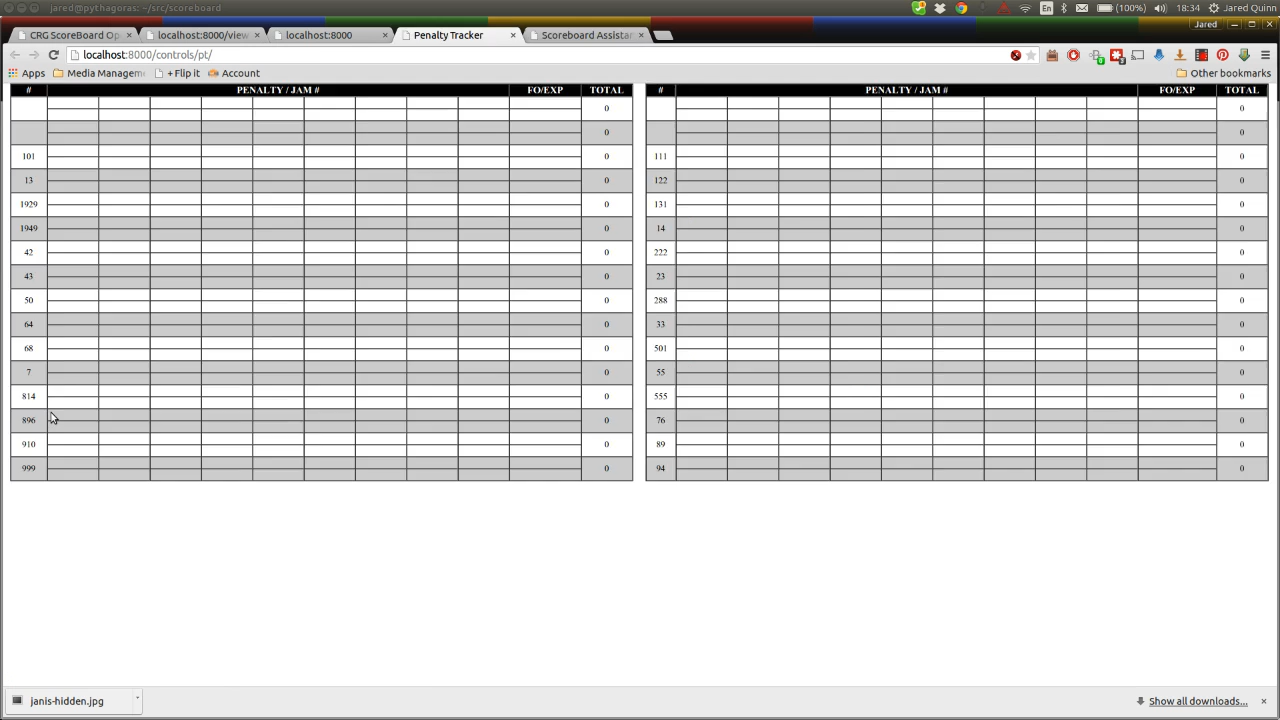 jared@pythagoras: ~/src/scoreboard
En
(100%)
18:34
Jared Quinn
CRG ScoreBoard Op
localhost:8000/view
localhost:8000
Penalty Tracker
Scoreboard Assista
Jared
localhost:8000/controls/pt/
Apps
Media Managem
+ Flip it
Account
Other bookmarks
# PENALTY / JAM # FO/EXP TOTAL
0
0
101 0
13 0
1929 0
1949 0
42 0
43 0
50 0
64 0
68 0
7 0
814 0
896 0
910 0
999 0
# PENALTY / JAM # FO/EXP TOTAL
0
0
111 0
122 0
131 0
14 0
222 0
23 0
288 0
33 0
501 0
55 0
555 0
76 0
89 0
94 0
janis-hidden.jpg
Show all downloads...